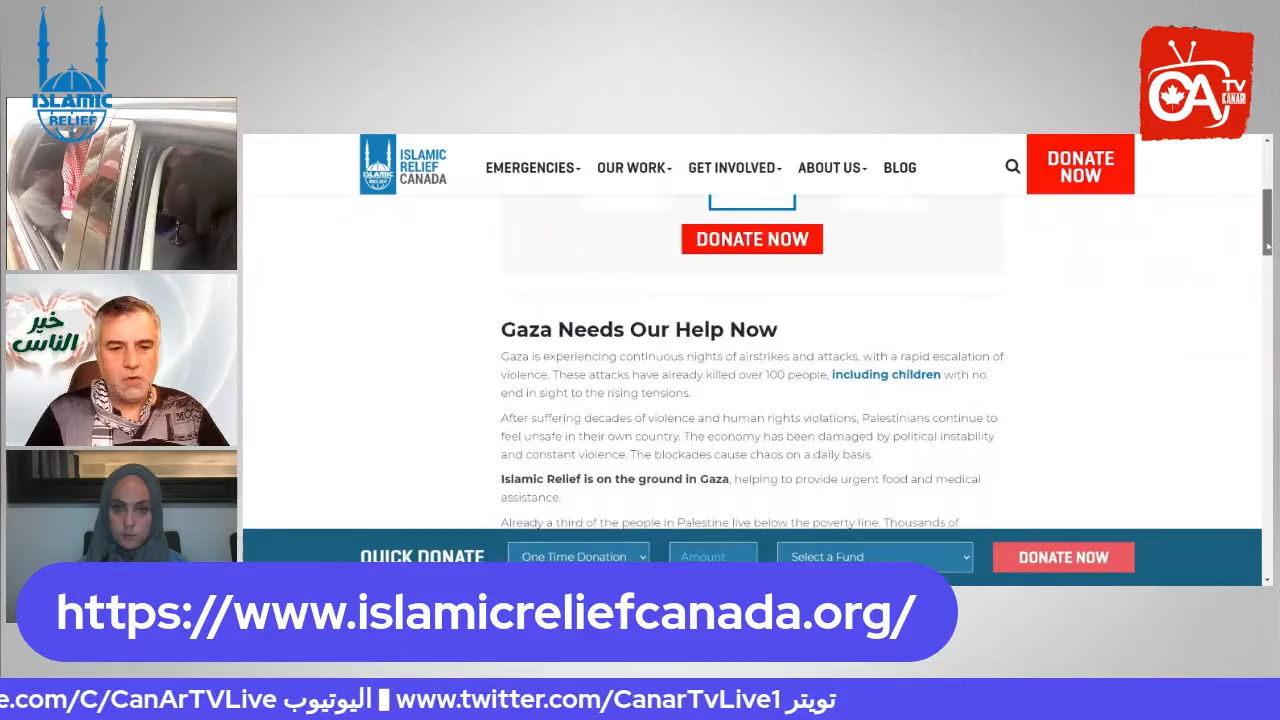 ISLAMIC
RELIEF
CA TV
CANAR
خير
الناس
ISLAMIC
RELIEF
CANADA
EMERGENCIES
OUR WORK
GET INVOLVED
ABOUT US
BLOG
DONATE
NOW
DONATE NOW
Gaza Needs Our Help Now
Gaza is experiencing continuous nights of airstrikes and attacks, with a rapid escalation of
violence. These attacks have already killed over 100 people, including children with no
end in sight to the rising tensions.
After suffering decades of violence and human rights violations, Palestinians continue to
feel unsafe in their own country. The economy has been damaged by political instability
and constant violence. The blockades cause chaos on a daily basis.
Islamic Relief is on the ground in Gaza, helping to provide urgent food and medical
assistance.
Already a third of the people in Palestine live below the poverty line. Thousands of
QUICK DONATE
One Time Donation
Amount
Select a Fund
DONATE NOW
https://www.islamicreliefcanada.org/
e.com/C/CanArTVLive اليوتيوب www.twitter.com/CanarTvLive1 تويتر